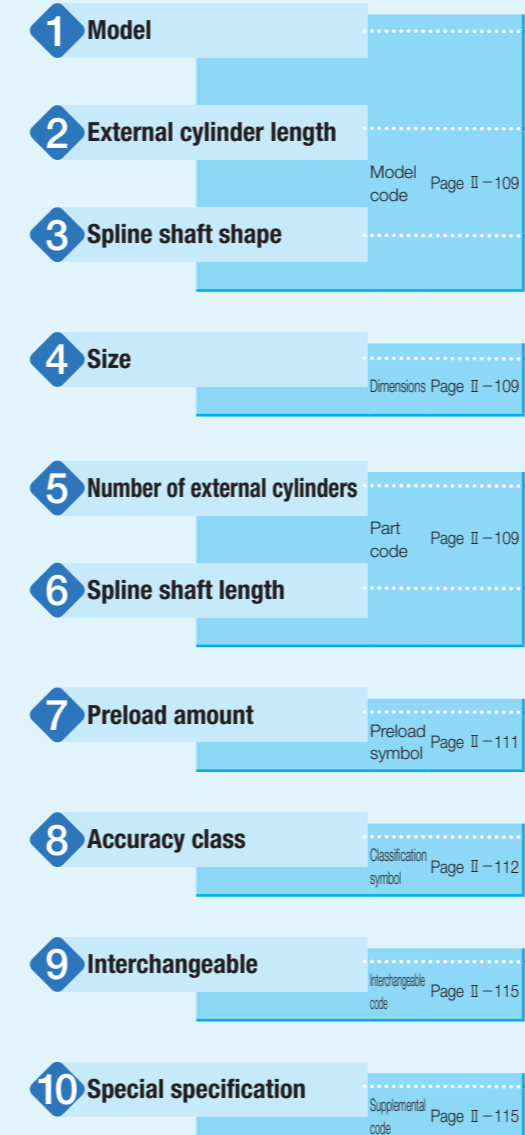 1 Model
2 External cylinder length
Model code Page Ⅱ-109
3 Spline shaft shape
4 Size
Dimensions Page Ⅱ-109
5 Number of external cylinders
Part code Page Ⅱ-109
6 Spline shaft length
7 Preload amount
Preload symbol Page Ⅱ-111
8 Accuracy class
Classification symbol Page Ⅱ-112
9 Interchangeable
Interchangeable code Page Ⅱ-115
10 Special specification
Supplemental code Page Ⅱ-115